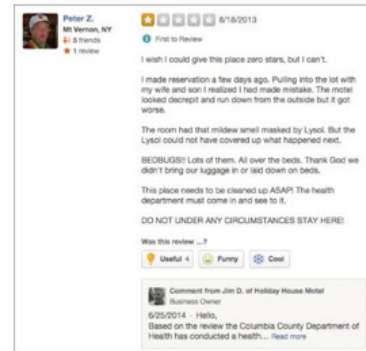 Peter Z.
Mt Vernon, NY
5 friends
1 review
8/18/2013
First to Review
I wish I could give this place zero stars, but I can't.
I made reservation a few days ago. Pulling into the lot with
my wife and son I realized I had made mistake. The motel
looked decrepit and run down from the outside but it got
worse.
The room had that mildew smell masked by Lysol. But the
Lysol could not have covered up what happened next.
BEDBUGS!! Lots of them. All over the beds. Thank God we
didn't bring our luggage in or laid down on beds.
This place needs to be cleaned up ASAP! The health
department must come in and see to it.
DO NOT UNDER ANY CIRCUMSTANCES STAY HERE!
Was this review ...?
Useful 4 Funny Cool
Comment from Jim D. of Holiday House Motel
Business Owner
6/25/2014 · Hello,
Based on the review the Columbia County Department of
Health has conducted a health... Read more